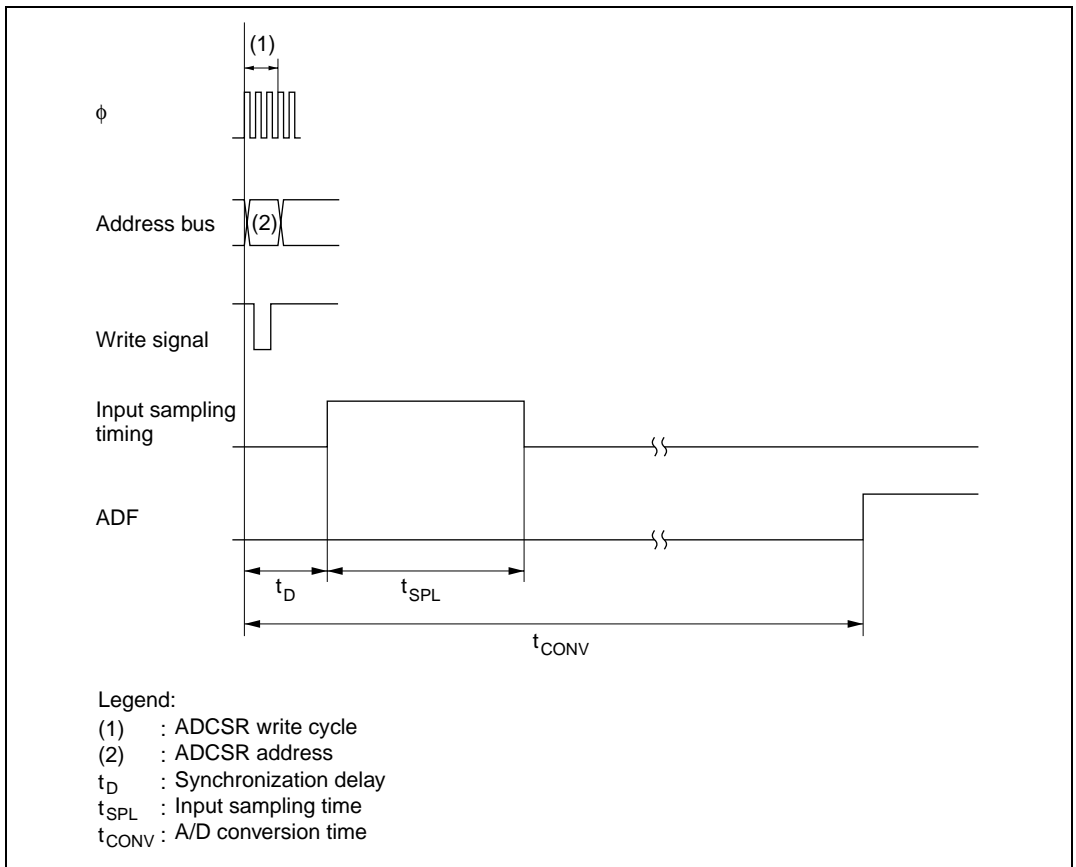 (1)
ϕ
Address bus
(2)
Write signal
Input sampling
timing
ADF
tD
tSPL
tCONV
Legend:
(1) : ADCSR write cycle
(2) : ADCSR address
tD : Synchronization delay
tSPL : Input sampling time
tCONV : A/D conversion time